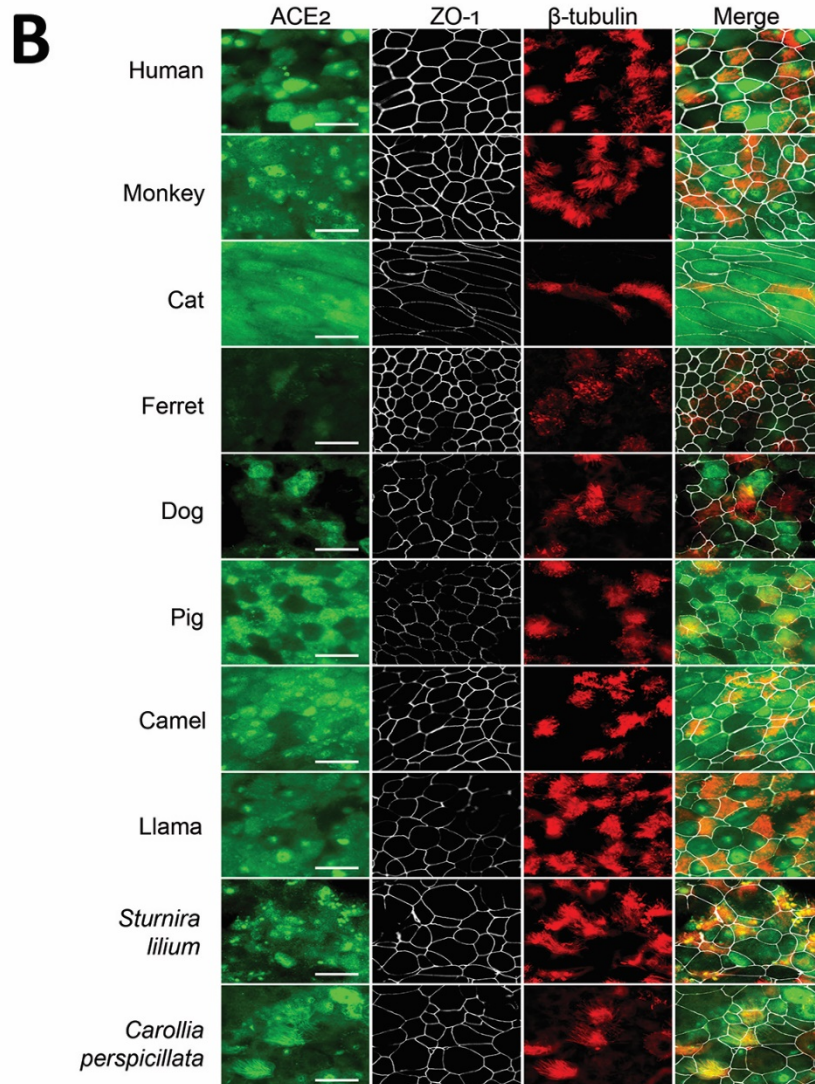 B
ACE2 ZO-1 β-tubulin Merge
Human
Monkey
Cat
Ferret
Dog
Pig
Camel
Llama
Sturnira
lilium
Carollia
perspicillata